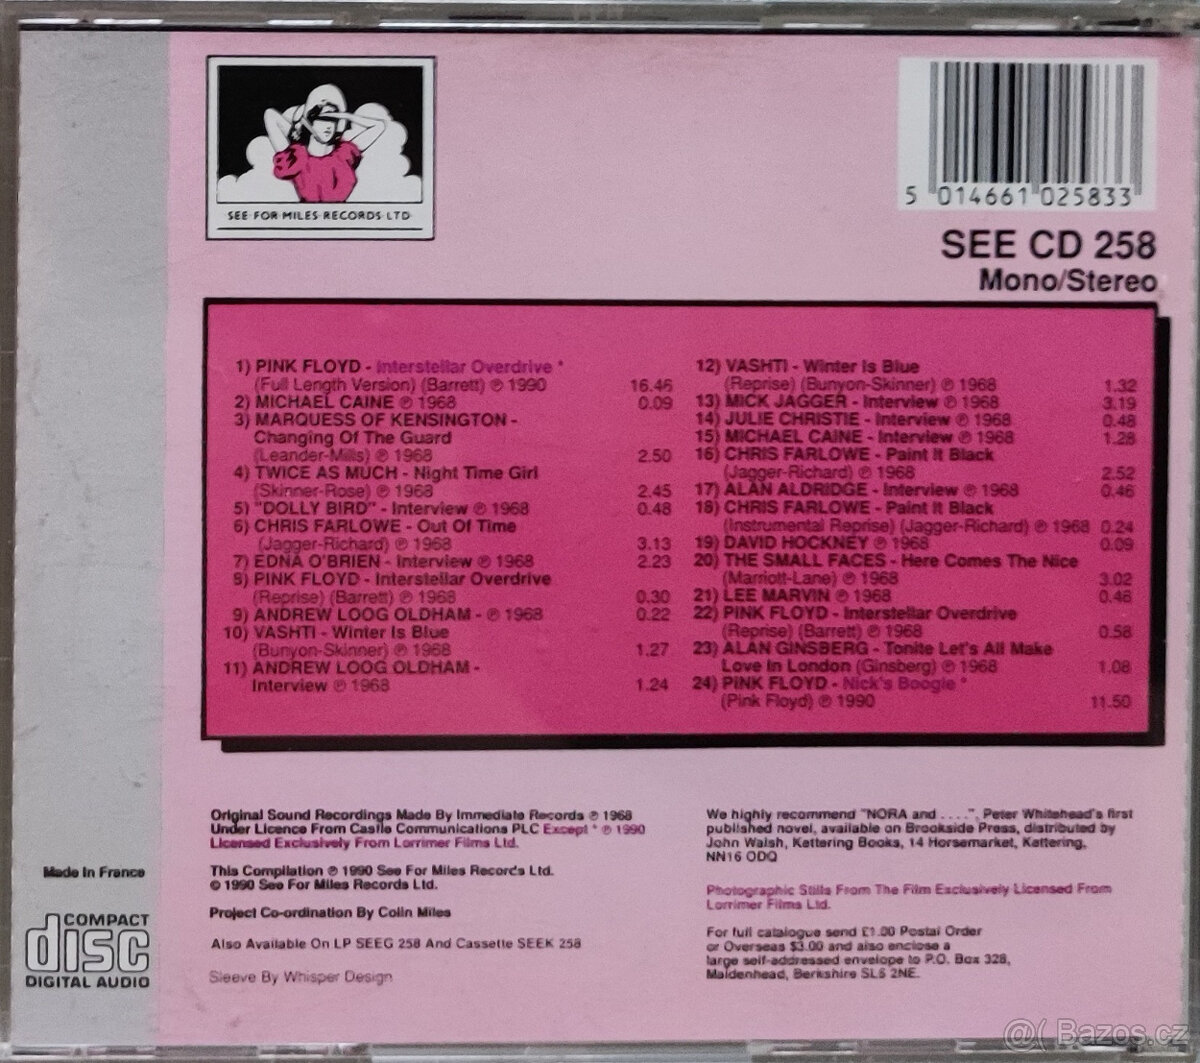 SEE FOR MILES RECORDS LTD
5 014661 025833
SEE CD 258
Mono/Stereo
1) PINK FLOYD - Interstellar Overdrive *
(Full Length Version) (Barrett) ℗ 1990 16.46
2) MICHAEL CAINE ℗ 1968 0.09
3) MARQUESS OF KENSINGTON -
Changing Of The Guard
(Leander-Mills) ℗ 1968 2.50
4) TWICE AS MUCH - Night Time Girl
(Skinner-Rose) ℗ 1968 2.45
5) "DOLLY BIRD" - Interview ℗ 1968 0.48
6) CHRIS FARLOWE - Out Of Time
(Jagger-Richard) ℗ 1968 3.13
7) EDNA O'BRIEN - Interview ℗ 1968 2.23
8) PINK FLOYD - Interstellar Overdrive
(Reprise) (Barrett) ℗ 1968 0.30
9) ANDREW LOOG OLDHAM - ℗ 1968 0.22
10) VASHTI - Winter Is Blue
(Bunyon-Skinner) ℗ 1968 1.27
11) ANDREW LOOG OLDHAM -
Interview ℗ 1968 1.24
12) VASHTI - Winter Is Blue
(Reprise) (Bunyon-Skinner) ℗ 1968 1.32
13) MICK JAGGER - Interview ℗ 1968 3.19
14) JULIE CHRISTIE - Interview ℗ 1968 0.48
15) MICHAEL CAINE - Interview ℗ 1968 1.28
16) CHRIS FARLOWE - Paint It Black
(Jagger-Richard) ℗ 1968 2.52
17) ALAN ALDRIDGE - Interview ℗ 1968 0.46
18) CHRIS FARLOWE - Paint It Black
(Instrumental Reprise) (Jagger-Richard) ℗ 1968 0.24
19) DAVID HOCKNEY ℗ 1968 0.09
20) THE SMALL FACES - Here Comes The Nice
(Marriott-Lane) ℗ 1968 3.02
21) LEE MARVIN ℗ 1968 0.46
22) PINK FLOYD - Interstellar Overdrive
(Reprise) (Barrett) ℗ 1968 0.58
23) ALAN GINSBERG - Tonite Let's All Make
Love In London (Ginsberg) ℗ 1968 1.08
24) PINK FLOYD - Nick's Boogie *
(Pink Floyd) ℗ 1990 11.50
Original Sound Recordings Made By Immediate Records ℗ 1968
Under Licence From Castle Communications PLC Except * ℗ 1990
Licensed Exclusively From Lorrimer Films Ltd.
This Compilation ℗ 1990 See For Miles Records Ltd.
© 1990 See For Miles Records Ltd.
Project Co-ordination By Colin Miles
Also Available On LP SEEG 258 And Cassette SEEK 258
Sleeve By Whisper Design
We highly recommend "NORA and . . . .", Peter Whitehead's first
published novel, available on Brookside Press, distributed by
John Walsh, Kettering Books, 14 Horsemarket, Kettering,
NN16 0DQ
Photographic Stills From The Film Exclusively Licensed From
Lorrimer Films Ltd.
For full catalogue send £1.00 Postal Order
or Overseas $3.00 and also enclose a
large self-addressed envelope to P.O. Box 328,
Maidenhead, Berkshire SL6 2NE.
Made in France
COMPACT
disc
DIGITAL AUDIO
@( Bazos.cz